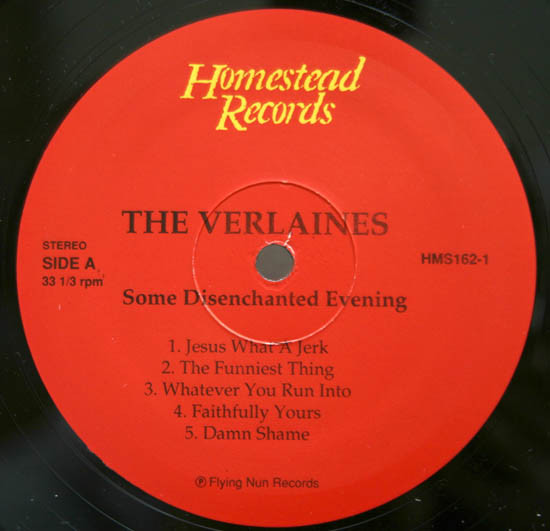 Homestead
Records
THE VERLAINES
STEREO
SIDE A
33 1/3 rpm
HMS162-1
Some Disenchanted Evening
1. Jesus What A Jerk
2. The Funniest Thing
3. Whatever You Run Into
4. Faithfully Yours
5. Damn Shame
℗ Flying Nun Records